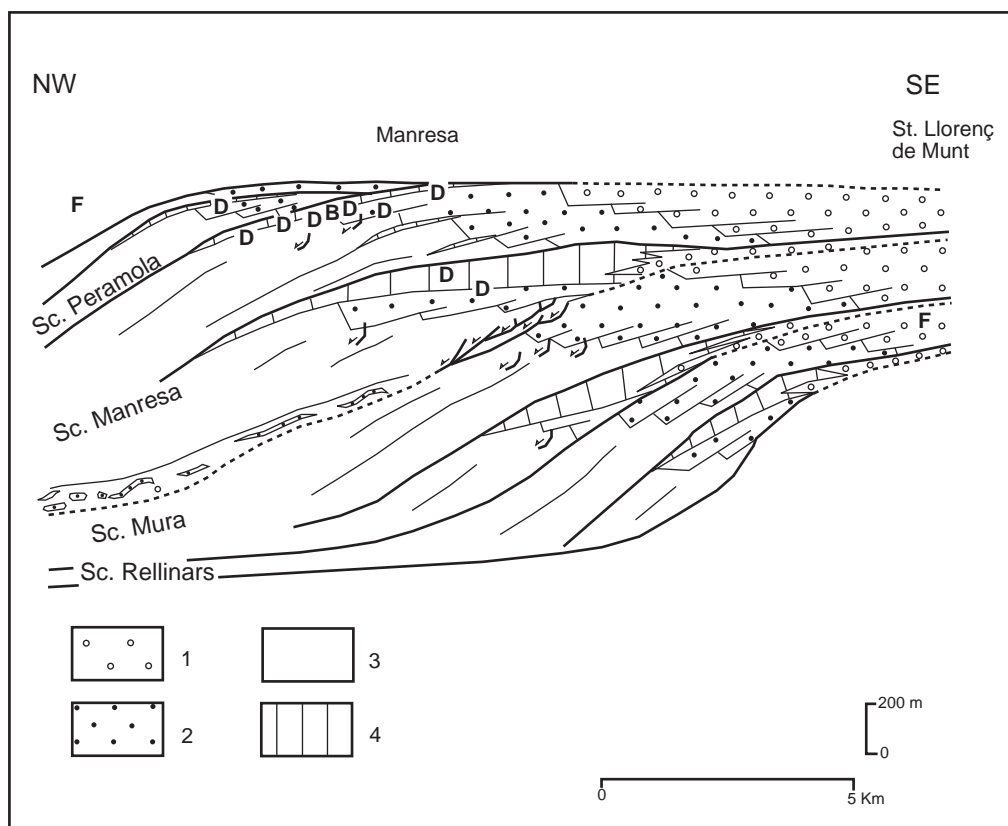 NW
SE
Manresa
St. Llorenç
de Munt
F
D
D
D
D
B
D
D
D
Sc. Peramola
D
D
Sc. Manresa
F
Sc. Mura
Sc. Rellinars
1
3
2
4
200 m
0
0
5 Km